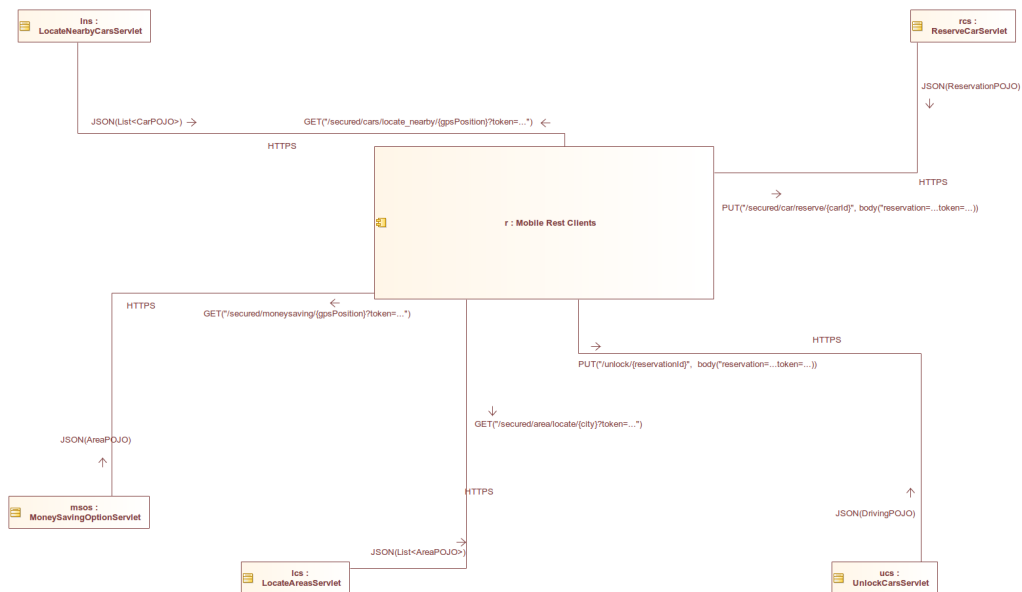 lns :
LocateNearbyCarsServlet
rcs :
ReserveCarServlet
JSON(ReservationPOJO)
JSON(List<CarPOJO>)
GET("/secured/cars/locate_nearby/{gpsPosition}?token=...")
HTTPS
HTTPS
PUT("/secured/car/reserve/{carId}", body("reservation=...token=...))
r : Mobile Rest Clients
HTTPS
GET("/secured/moneysaving/{gpsPosition}?token=...")
HTTPS
PUT("/unlock/{reservationId}", body("reservation=...token=...))
GET("/secured/area/locate/{city}?token=...")
JSON(AreaPOJO)
HTTPS
msos :
MoneySavingOptionServlet
JSON(DrivingPOJO)
JSON(List<AreaPOJO>)
lcs :
LocateAreasServlet
ucs :
UnlockCarsServlet